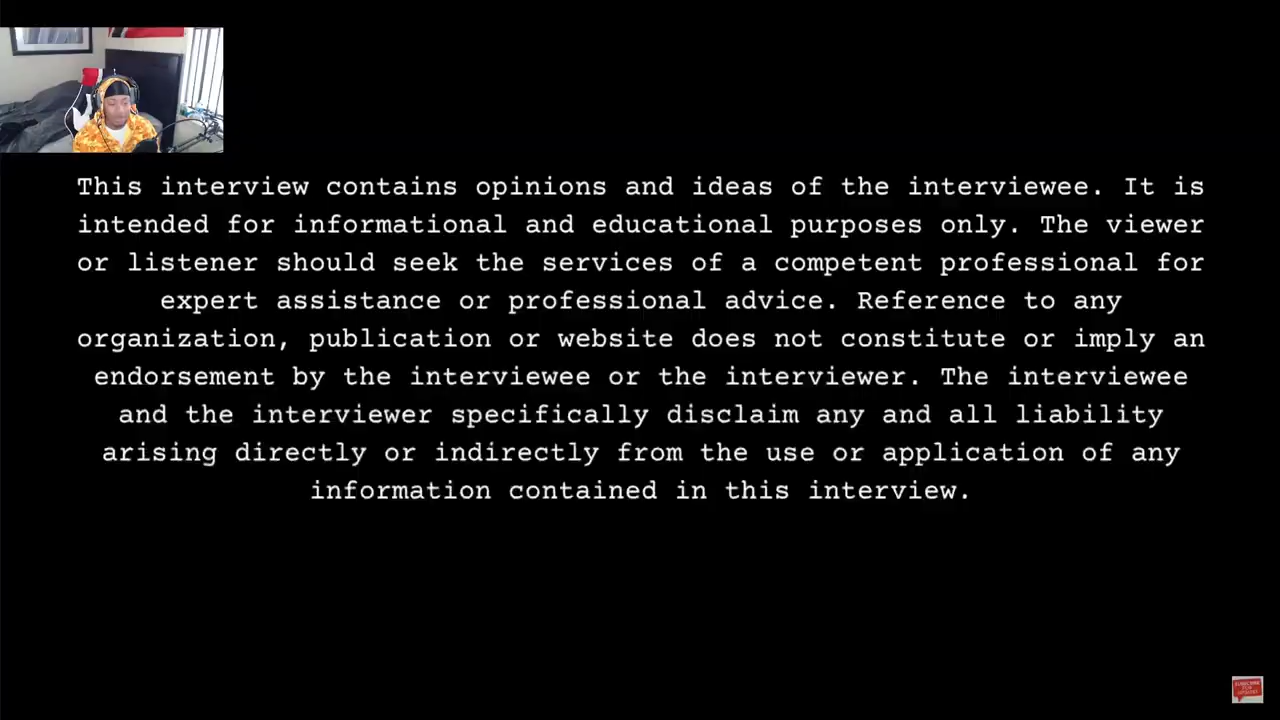 This interview contains opinions and ideas of the interviewee. It is
intended for informational and educational purposes only. The viewer
or listener should seek the services of a competent professional for
expert assistance or professional advice. Reference to any
organization, publication or website does not constitute or imply an
endorsement by the interviewee or the interviewer. The interviewee
and the interviewer specifically disclaim any and all liability
arising directly or indirectly from the use or application of any
information contained in this interview.
SUBSCRIBE
FOR